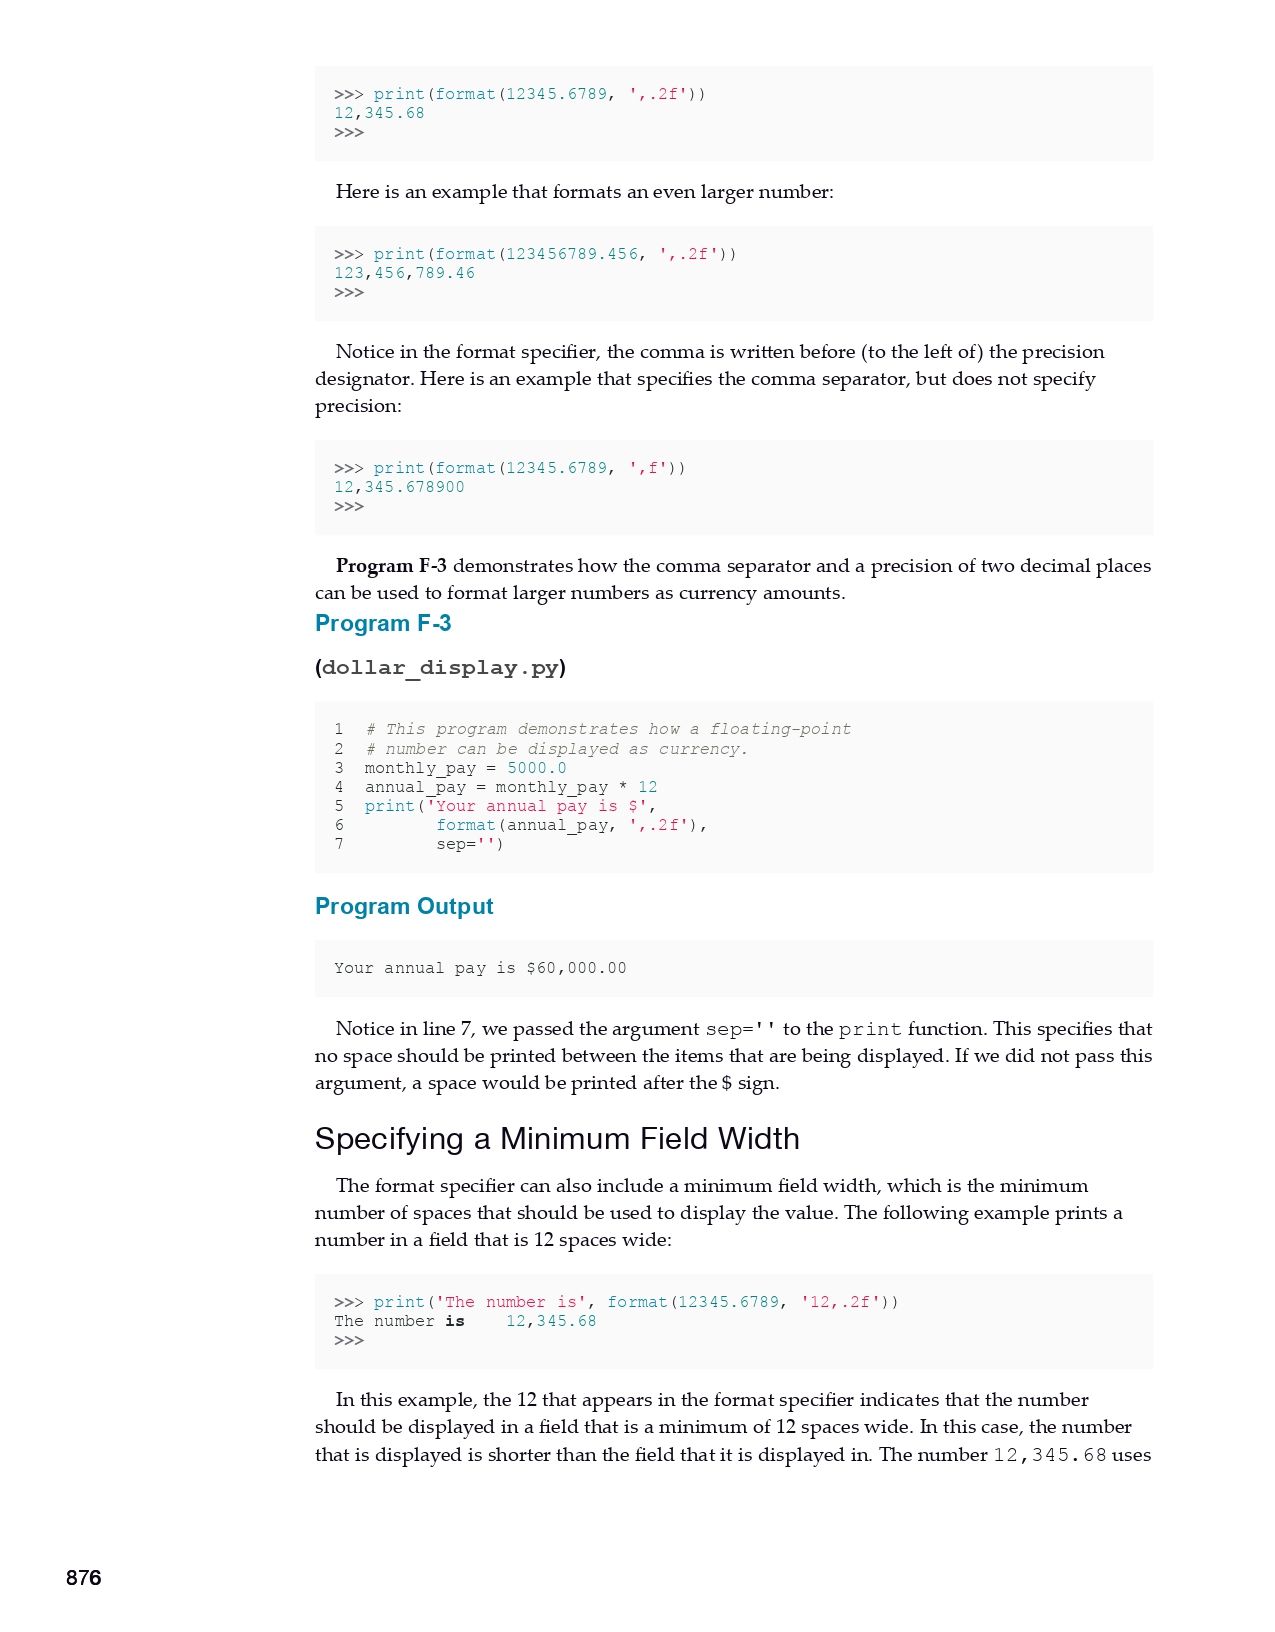 >>> print(format(12345.6789, ',.2f'))
12,345.68
>>>
Here is an example that formats an even larger number:
>>> print(format(123456789.456, ',.2f'))
123,456,789.46
>>>
Notice in the format specifier, the comma is written before (to the left of) the precision
designator. Here is an example that specifies the comma separator, but does not specify
precision:
>>> print(format(12345.6789, ',f'))
12,345.678900
>>>
Program F-3 demonstrates how the comma separator and a precision of two decimal places
can be used to format larger numbers as currency amounts.
Program F-3
(dollar_display.py)
1  # This program demonstrates how a floating-point
2  # number can be displayed as currency.
3  monthly_pay = 5000.0
4  annual_pay = monthly_pay * 12
5  print('Your annual pay is $',
6         format(annual_pay, ',.2f'),
7         sep='')
Program Output
Your annual pay is $60,000.00
Notice in line 7, we passed the argument sep='' to the print function. This specifies that
no space should be printed between the items that are being displayed. If we did not pass this
argument, a space would be printed after the $ sign.
Specifying a Minimum Field Width
The format specifier can also include a minimum field width, which is the minimum
number of spaces that should be used to display the value. The following example prints a
number in a field that is 12 spaces wide:
>>> print('The number is', format(12345.6789, '12,.2f'))
The number is    12,345.68
>>>
In this example, the 12 that appears in the format specifier indicates that the number
should be displayed in a field that is a minimum of 12 spaces wide. In this case, the number
that is displayed is shorter than the field that it is displayed in. The number 12,345.68 uses
876